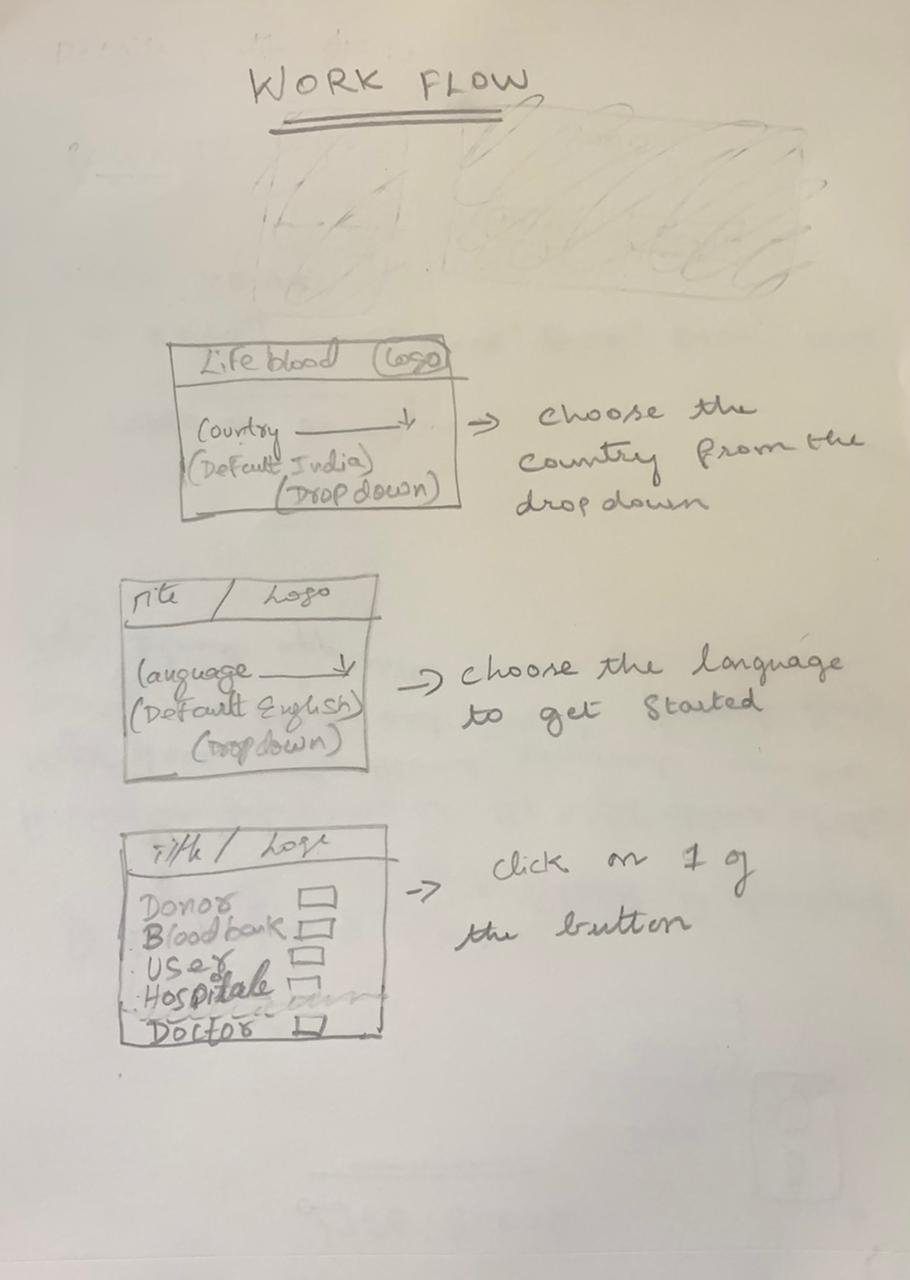 WORK FLOW
Life blood Logo
Country
(Default India)
(Drop down)
→ choose the
country from the
drop down
Title / Logo
Language
(Default English)
(Dropdown)
→ choose the language
to get started
Title / Logo
Donor
Blood bank
User
Hospitale
Doctor
→ click on 1 of
the button